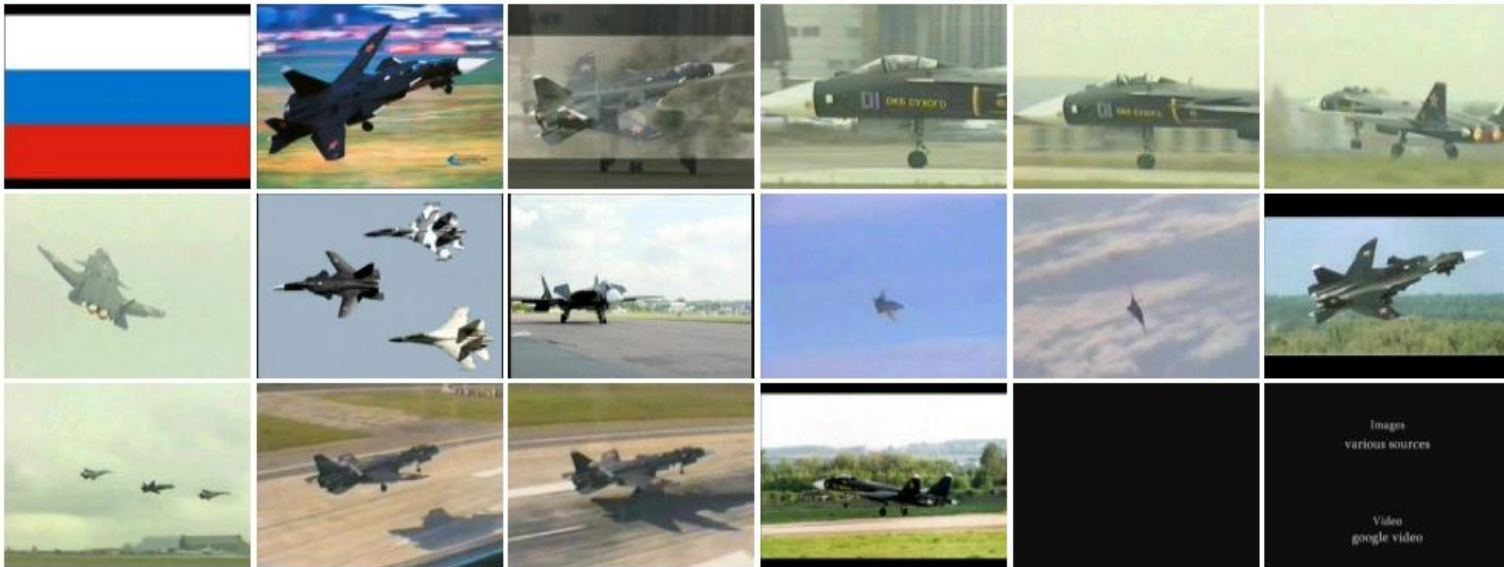 01 ОКБ СУХОГО
01 ОКБ СУХОГО
Images
various sources
Video
google video